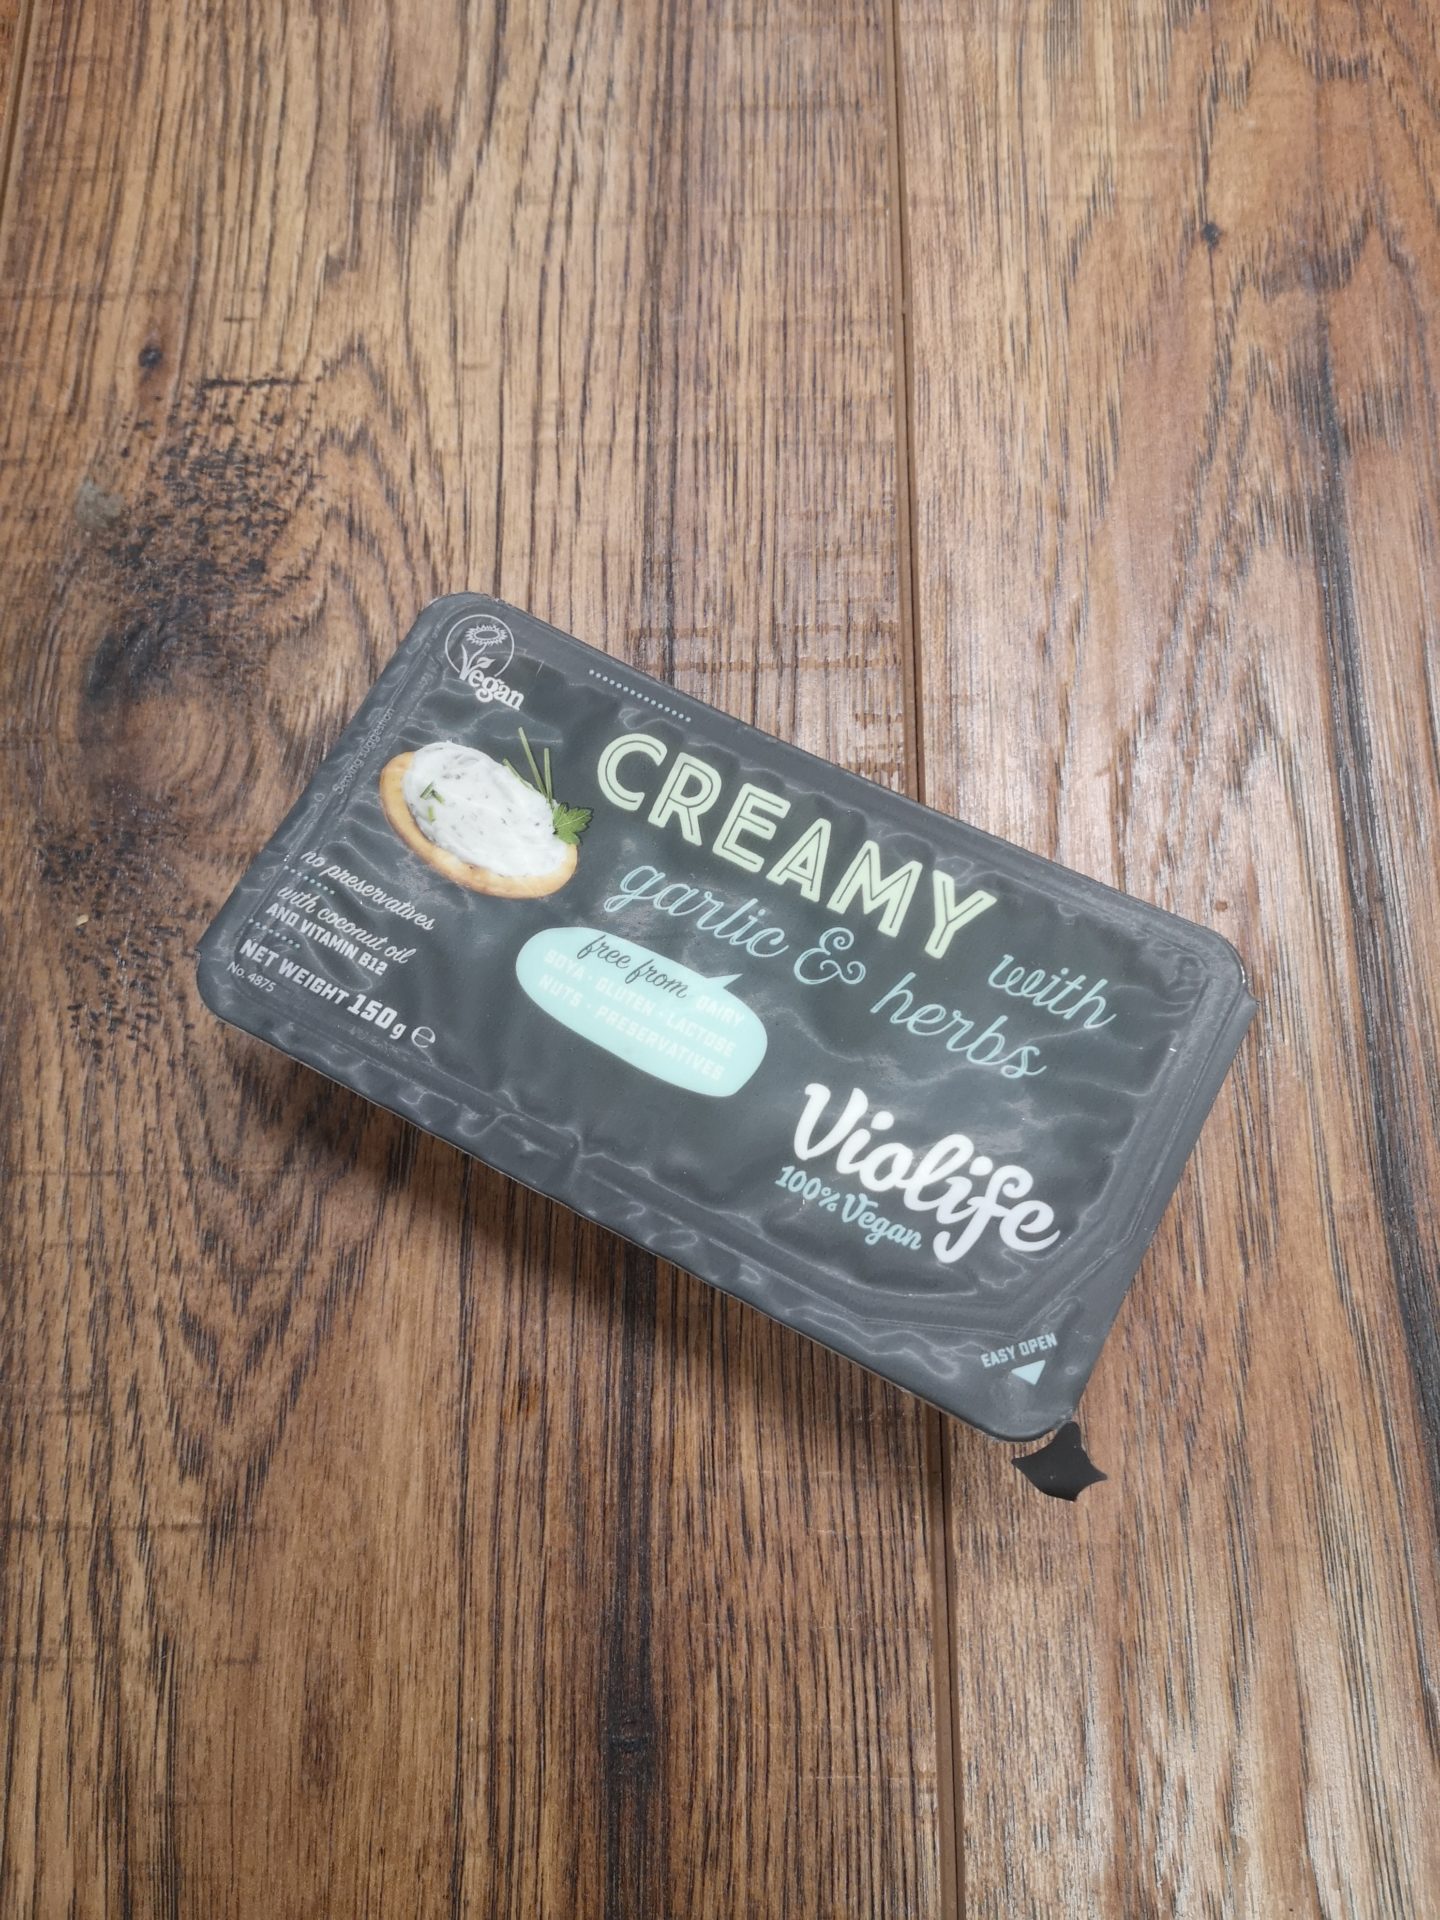 Vegan
Serving suggestion
CREAMY with
garlic & herbs
free from DAIRY
SOYA · GLUTEN · LACTOSE
NUTS · PRESERVATIVES
no preservatives
with coconut oil
AND VITAMIN B12
NET WEIGHT 150 g ℮
No. 4875
Violife
100% Vegan
EASY OPEN